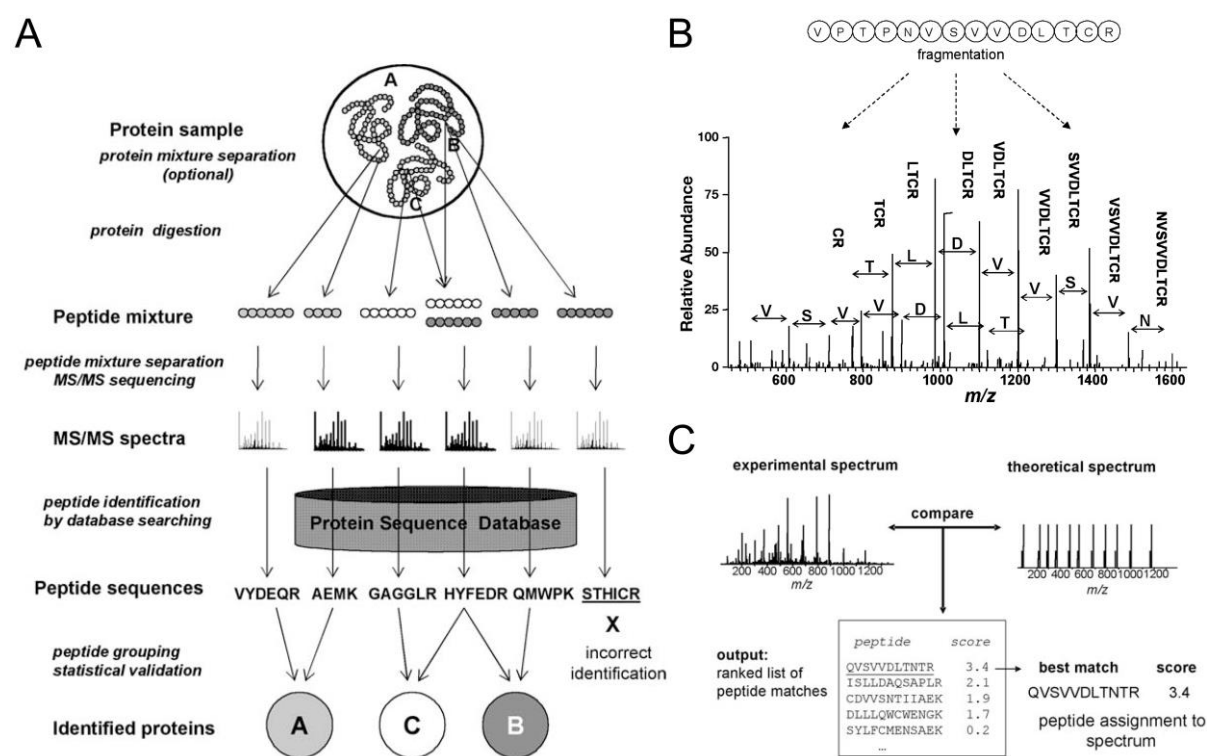 A
Protein sample
protein mixture separation
(optional)
protein digestion
Peptide mixture
peptide mixture separation
MS/MS sequencing
MS/MS spectra
peptide identification
by database searching
Peptide sequences
peptide grouping
statistical validation
Identified proteins
A
B
C
Protein Sequence Database
VYDEQR AEMK GAGGLR HYFEDR QMWPK STHICR
X
incorrect
identification
A C B
B
V P T P N V S V V D L T C R
fragmentation
Relative Abundance
100
75
50
25
0
CR
TCR
LTCR
DLTCR
VDLTCR
VVDLTCR
SVVDLTCR
VSVVDLTCR
NVSVVDLTCR
T L D V V S V N
V S V V D L T
600 800 1000 1200 1400 1600
m/z
C
experimental spectrum
theoretical spectrum
compare
200 400 600 800 1000 1200
m/z
200 400 600 800 1000 1200
m/z
output:
ranked list of
peptide matches
peptide score
QVSVVDLTNTR 3.4
ISLLDAQSAPLR 2.1
CDVVSNTIIAEK 1.9
DLLLQWCWENGK 1.7
SYLFCMENSAEK 0.2
…
best match score
QVSVVDLTNTR 3.4
peptide assignment to
spectrum